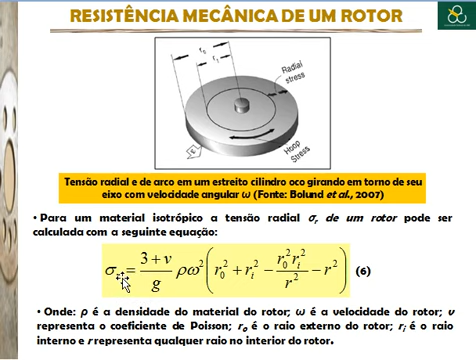 RESISTÊNCIA MECÂNICA DE UM ROTOR
r₀
r₁
Radial
stress
Hoop
Stress
Tensão radial e de arco em um estreito cilindro oco girando em torno de seu
eixo com velocidade angular ω (Fonte: Bolund et al., 2007)
• Para um material isotrópico a tensão radial σr de um rotor pode ser
calculada com a seguinte equação:
σr = (3 + ν)/g ρω² (r₀² + rᵢ² − r₀²rᵢ²/r² − r²) (6)
• Onde: ρ é a densidade do material do rotor; ω é a velocidade do rotor; ν
representa o coeficiente de Poisson; ro é o raio externo do rotor; ri é o raio
interno e r representa qualquer raio no interior do rotor.